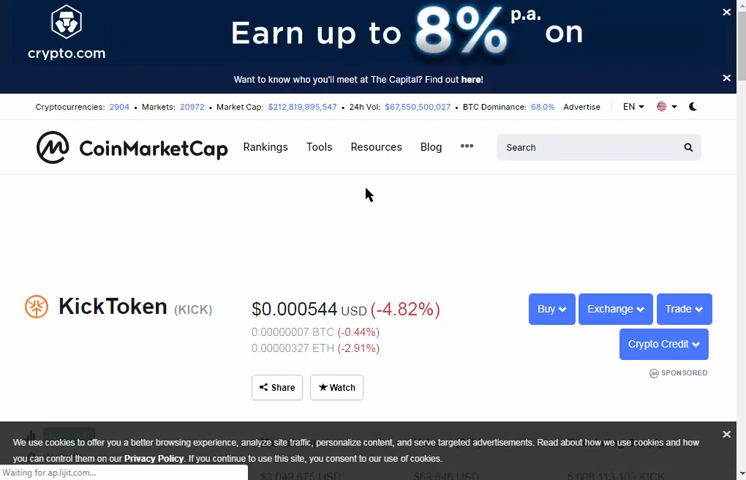 crypto.com
Earn up to 8% p.a. on
Want to know who you'll meet at The Capital? Find out here!
Cryptocurrencies: 2904 • Markets: 20972 • Market Cap: $212,819,995,547 • 24h Vol: $67,550,500,027 • BTC Dominance: 68.0% Advertise EN
CoinMarketCap Rankings Tools Resources Blog ••• Search
KickToken (KICK) $0.000544 USD (-4.82%) Buy Exchange Trade
0.00000007 BTC (-0.44%)
0.00000327 ETH (-2.91%) Crypto Credit
SPONSORED
Share Watch
We use cookies to offer you a better browsing experience, analyze site traffic, personalize content, and serve targeted advertisements. Read about how we use cookies and how
you can control them on our Privacy Policy. If you continue to use this site, you consent to our use of cookies.
Waiting for ap.lijit.com...